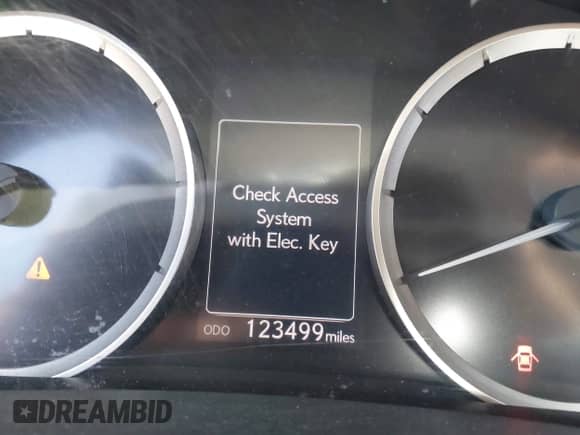 Check Access
System
with Elec. Key
ODO 123499 miles
DREAMBID